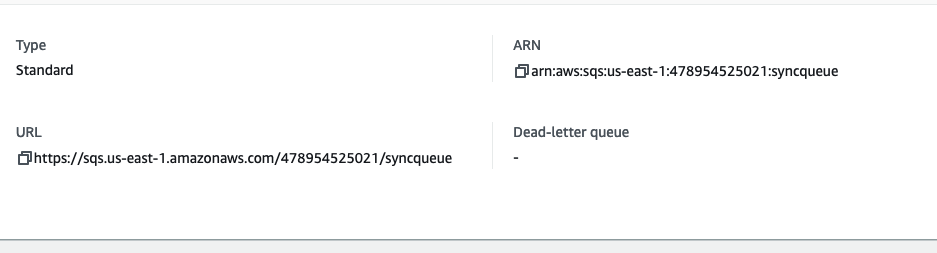 Type
Standard
ARN
arn:aws:sqs:us-east-1:478954525021:syncqueue
URL
https://sqs.us-east-1.amazonaws.com/478954525021/syncqueue
Dead-letter queue
-